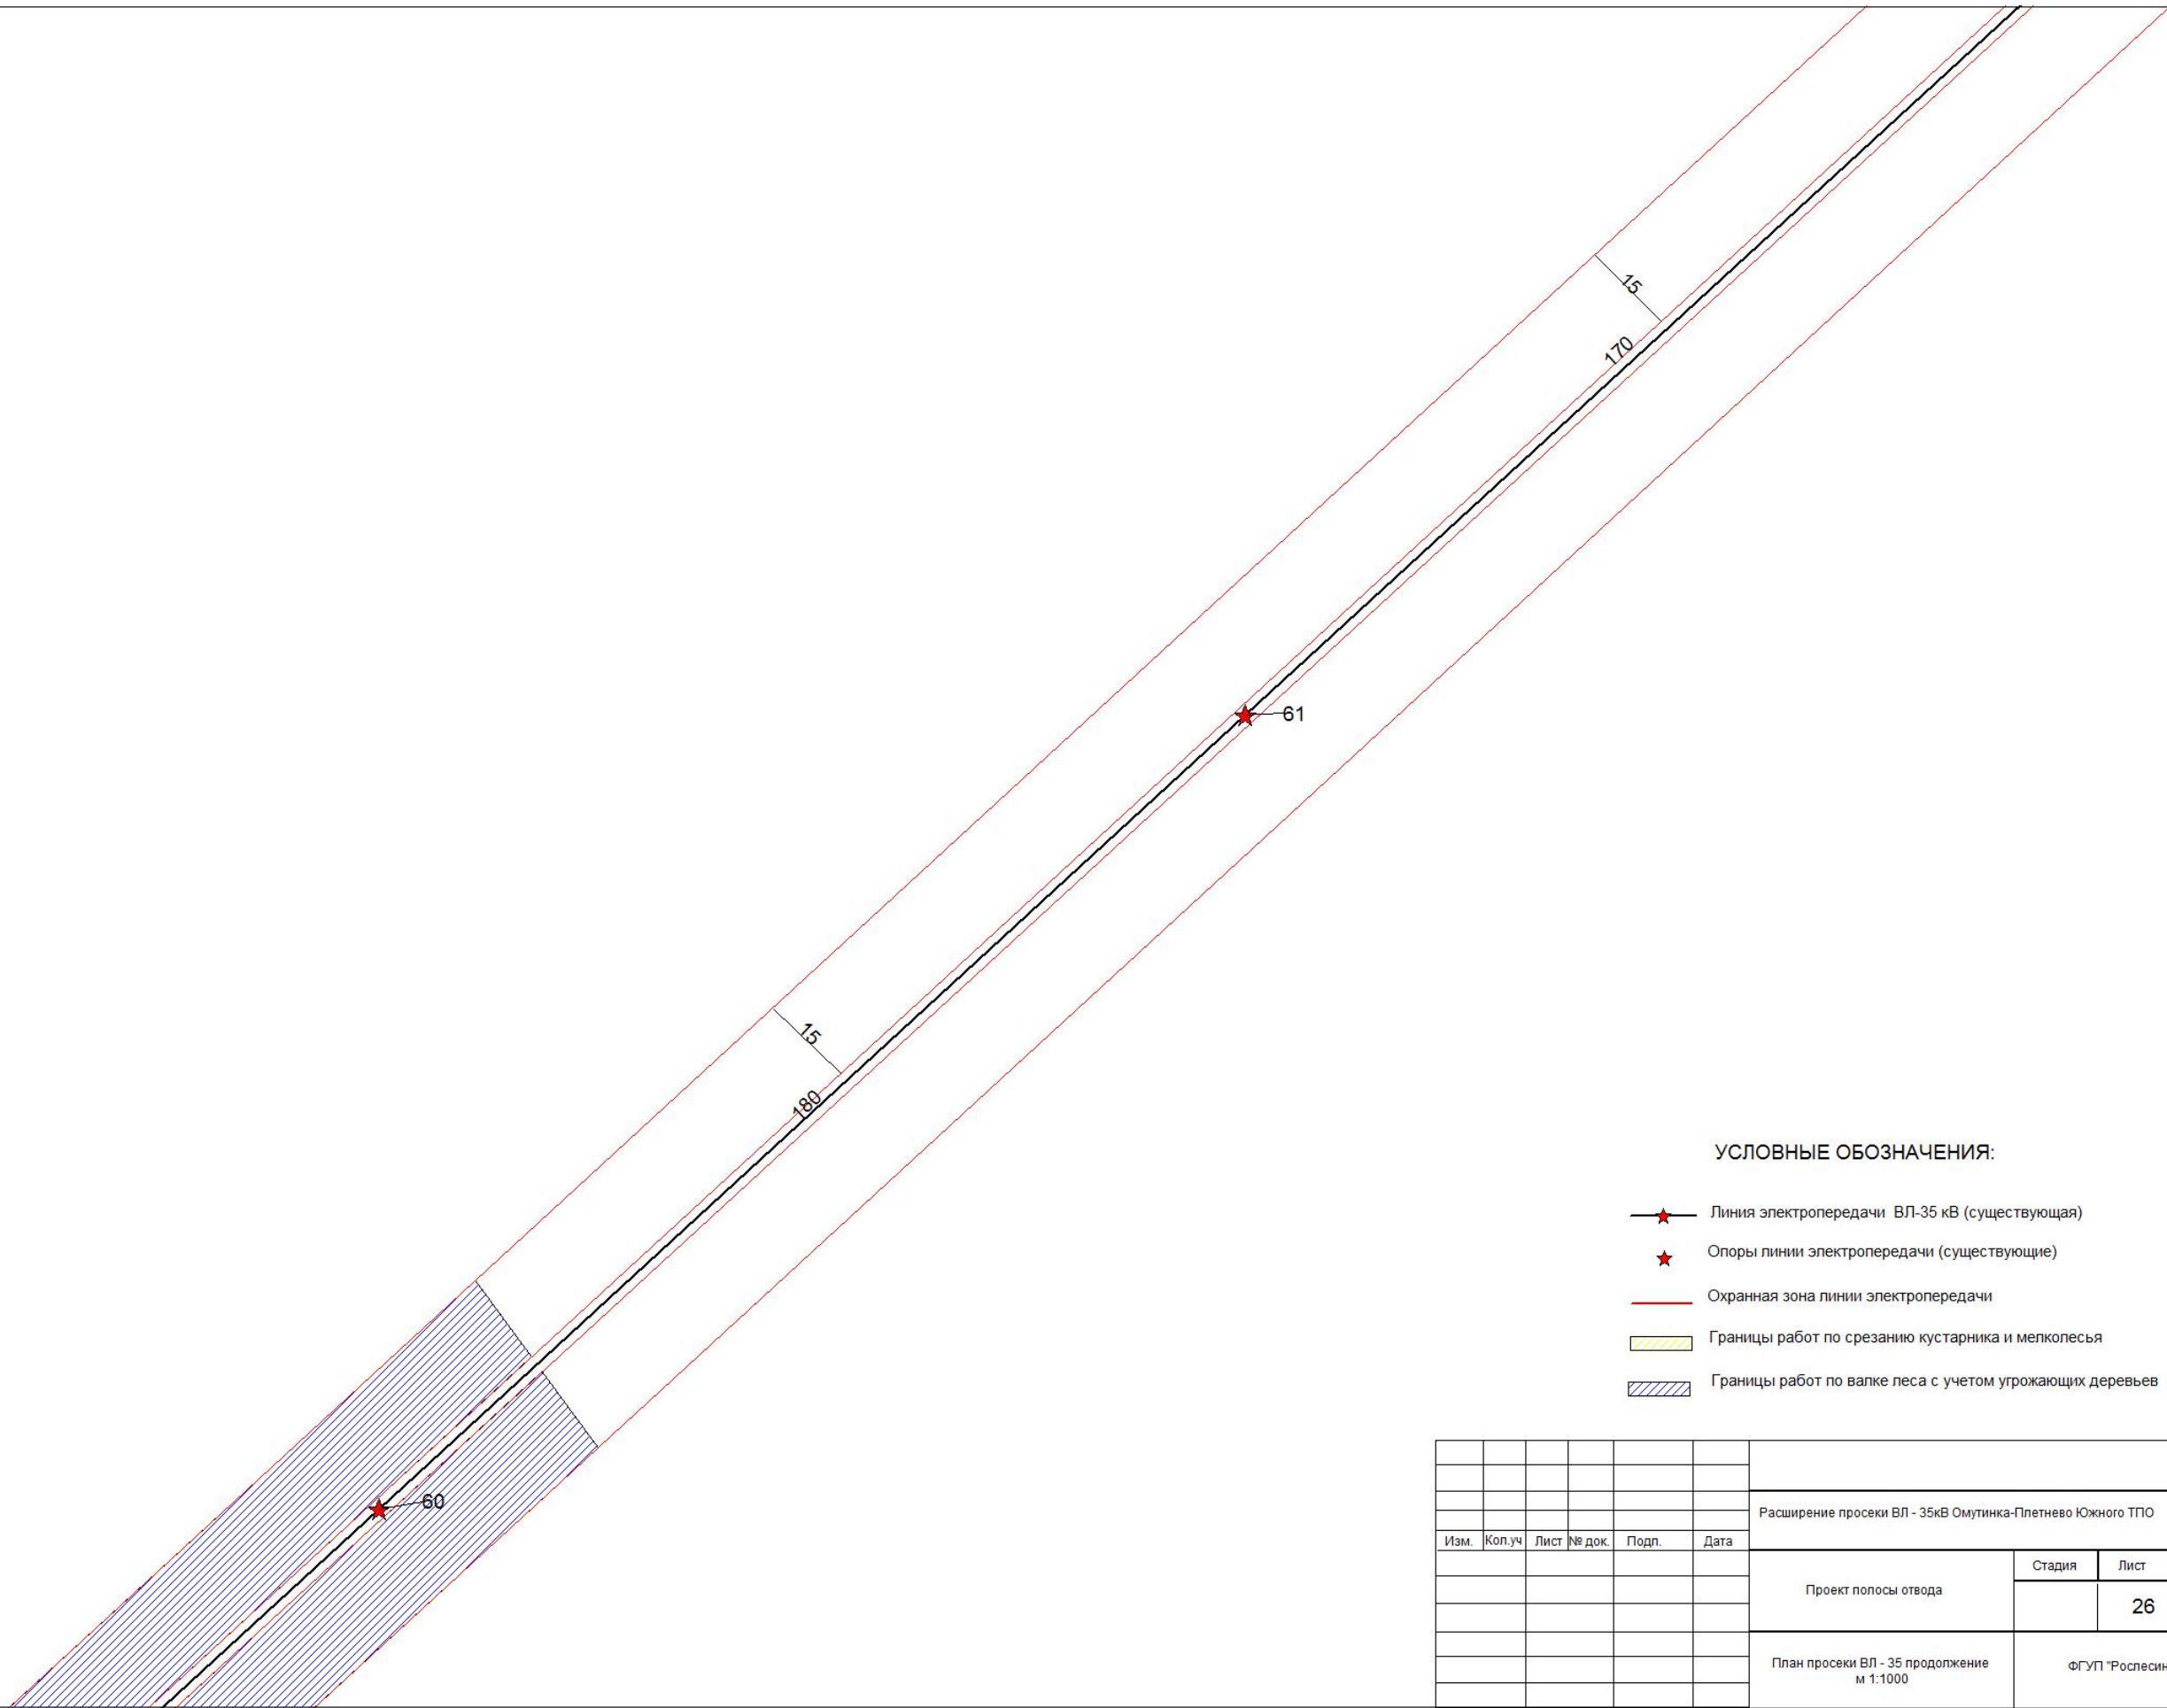 15
170
61
15
180
60
УСЛОВНЫЕ ОБОЗНАЧЕНИЯ:
Линия электропередачи ВЛ-35 кВ (существующая)
Опоры линии электропередачи (существующие)
Охранная зона линии электропередачи
Границы работ по срезанию кустарника и мелколесья
Границы работ по валке леса с учетом угрожающих деревьев
Расширение просеки ВЛ - 35кВ Омутинка-Плетнево Южного ТПО
Изм. Кол.уч Лист № док. Подп. Дата
Стадия Лист
Проект полосы отвода
26
План просеки ВЛ - 35 продолжение
м 1:1000
ФГУП "Рослесин